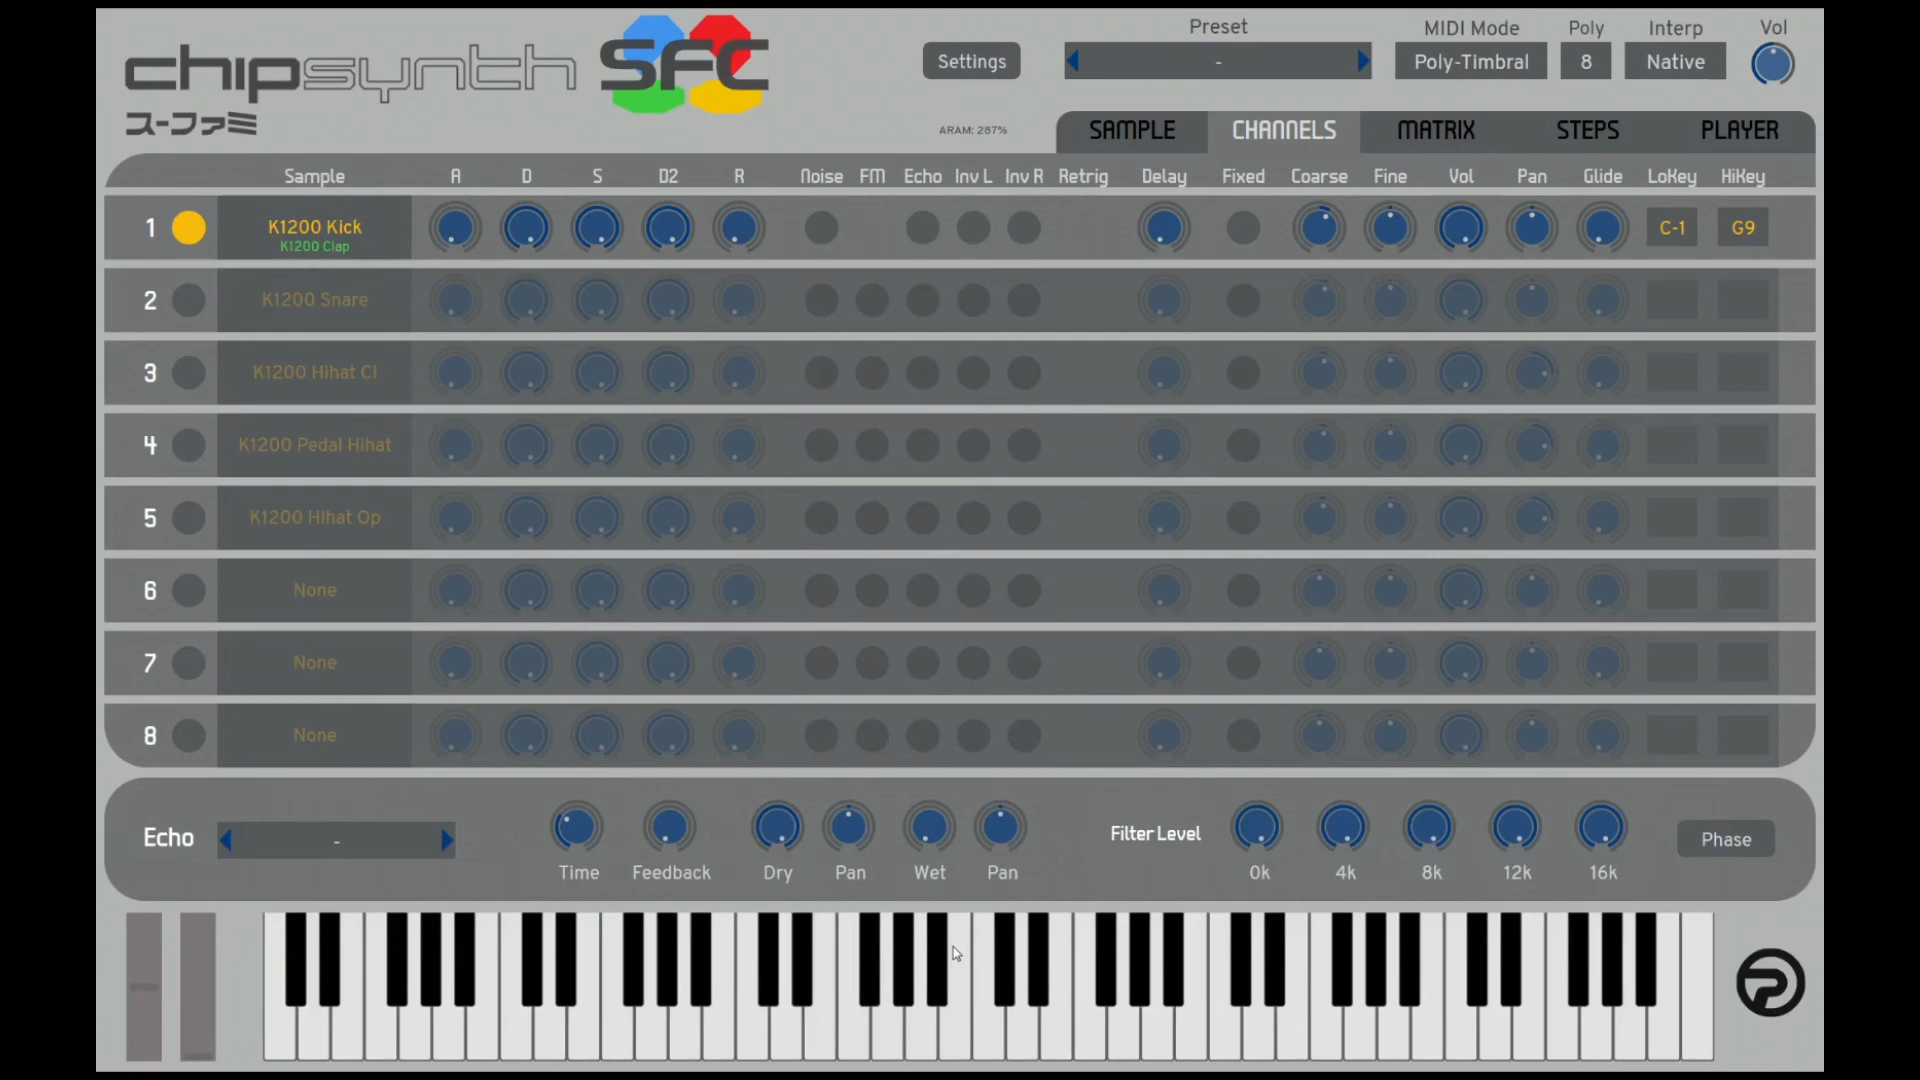 chipsynth SFC
スーファミ
Settings
Preset
-
MIDI Mode
Poly-Timbral
Poly
8
Interp
Native
Vol
ARAM: 287%
SAMPLE CHANNELS MATRIX STEPS PLAYER
Sample A D S D2 R Noise FM Echo Inv L Inv R Retrig Delay Fixed Coarse Fine Vol Pan Glide LoKey HiKey
1 K1200 Kick C-1 G9
K1200 Clap
2 K1200 Snare
3 K1200 Hihat Cl
4 K1200 Pedal Hihat
5 K1200 Hihat Op
6 None
7 None
8 None
Echo - Filter Level Phase
Time Feedback Dry Pan Wet Pan 0k 4k 8k 12k 16k